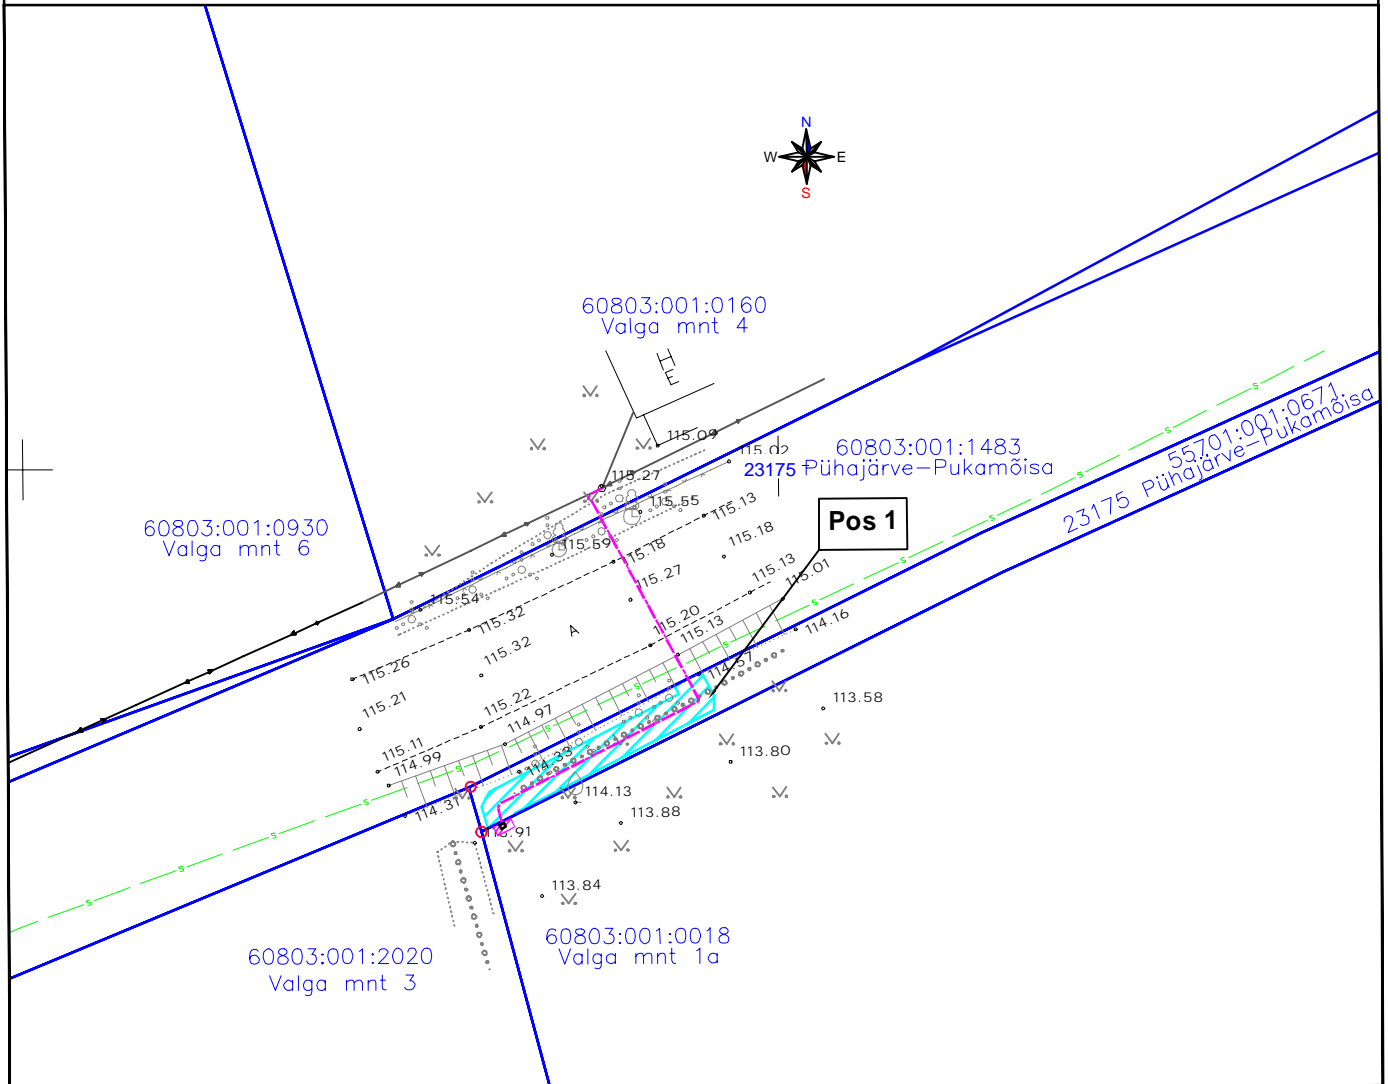 N
W
E
S
60803:001:0160
Valga mnt 4
H
E
115.09
115.02
60803:001:1483
23175 Pühajärve-Pukamõisa
55701:001:0671
23175 Pühajärve-Pukamõisa
115.27
115.55
115.13
Pos 1
60803:001:0930
Valga mnt 6
115.59
115.18
115.18
115.27
115.13
115.01
115.54
115.32
115.20
115.13
114.16
A
115.32
115.26
114.57
115.21
115.22
113.58
114.97
115.11
114.99
114.33
113.80
114.31
114.13
113.88
113.84
60803:001:2020
Valga mnt 3
60803:001:0018
Valga mnt 1a
s
s
s
s
s
s
s
s
s
s
s
s
s